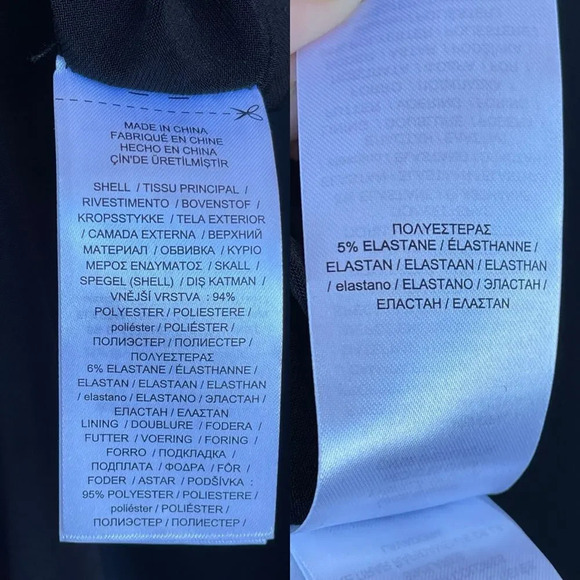 MADE IN CHINA
FABRIQUÉ EN CHINE
HECHO EN CHINA
ÇİN'DE ÜRETİLMİŞTİR
SHELL / TISSU PRINCIPAL /
RIVESTIMENTO / BOVENSTOF /
KROPSSTYKKE / TELA EXTERIOR
/ CAMADA EXTERNA / ВЕРХНИЙ
МАТЕРИАЛ / ОБВИВКА / ΚΥΡΙΟ
ΜΕΡΟΣ ΕΝΔΥΜΑΤΟΣ / SKALL /
SPEGEL (SHELL) / DIŞ KATMAN /
VNĚJŠÍ VRSTVA : 94%
POLYESTER / POLIESTERE /
poliéster / POLIÉSTER /
ПОЛИЭСТЕР / ПОЛИЕСТЕР /
ΠΟΛΥΕΣΤΕΡΑΣ
6% ELASTANE / ÉLASTHANNE /
ELASTAN / ELASTAAN / ELASTHAN
/ elastano / ELASTANO / ЭЛАСТАН /
ЕЛАСТАН / ΕΛΑΣΤΑΝ
LINING / DOUBLURE / FODERA /
FUTTER / VOERING / FORING /
FORRO / ПОДКЛАДКА /
ПОДПЛАТА / ΦΟΔΡΑ / FÔR /
FODER / ASTAR / PODŠÍVKA :
95% POLYESTER / POLIESTERE /
poliéster / POLIÉSTER /
ПОЛИЭСТЕР / ПОЛИЕСТЕР /
ΠΟΛΥΕΣΤΕΡΑΣ
5% ELASTANE / ÉLASTHANNE /
ELASTAN / ELASTAAN / ELASTHAN
/ elastano / ELASTANO / ЭЛАСТАН /
ЕЛАСТАН / ΕΛΑΣΤΑΝ